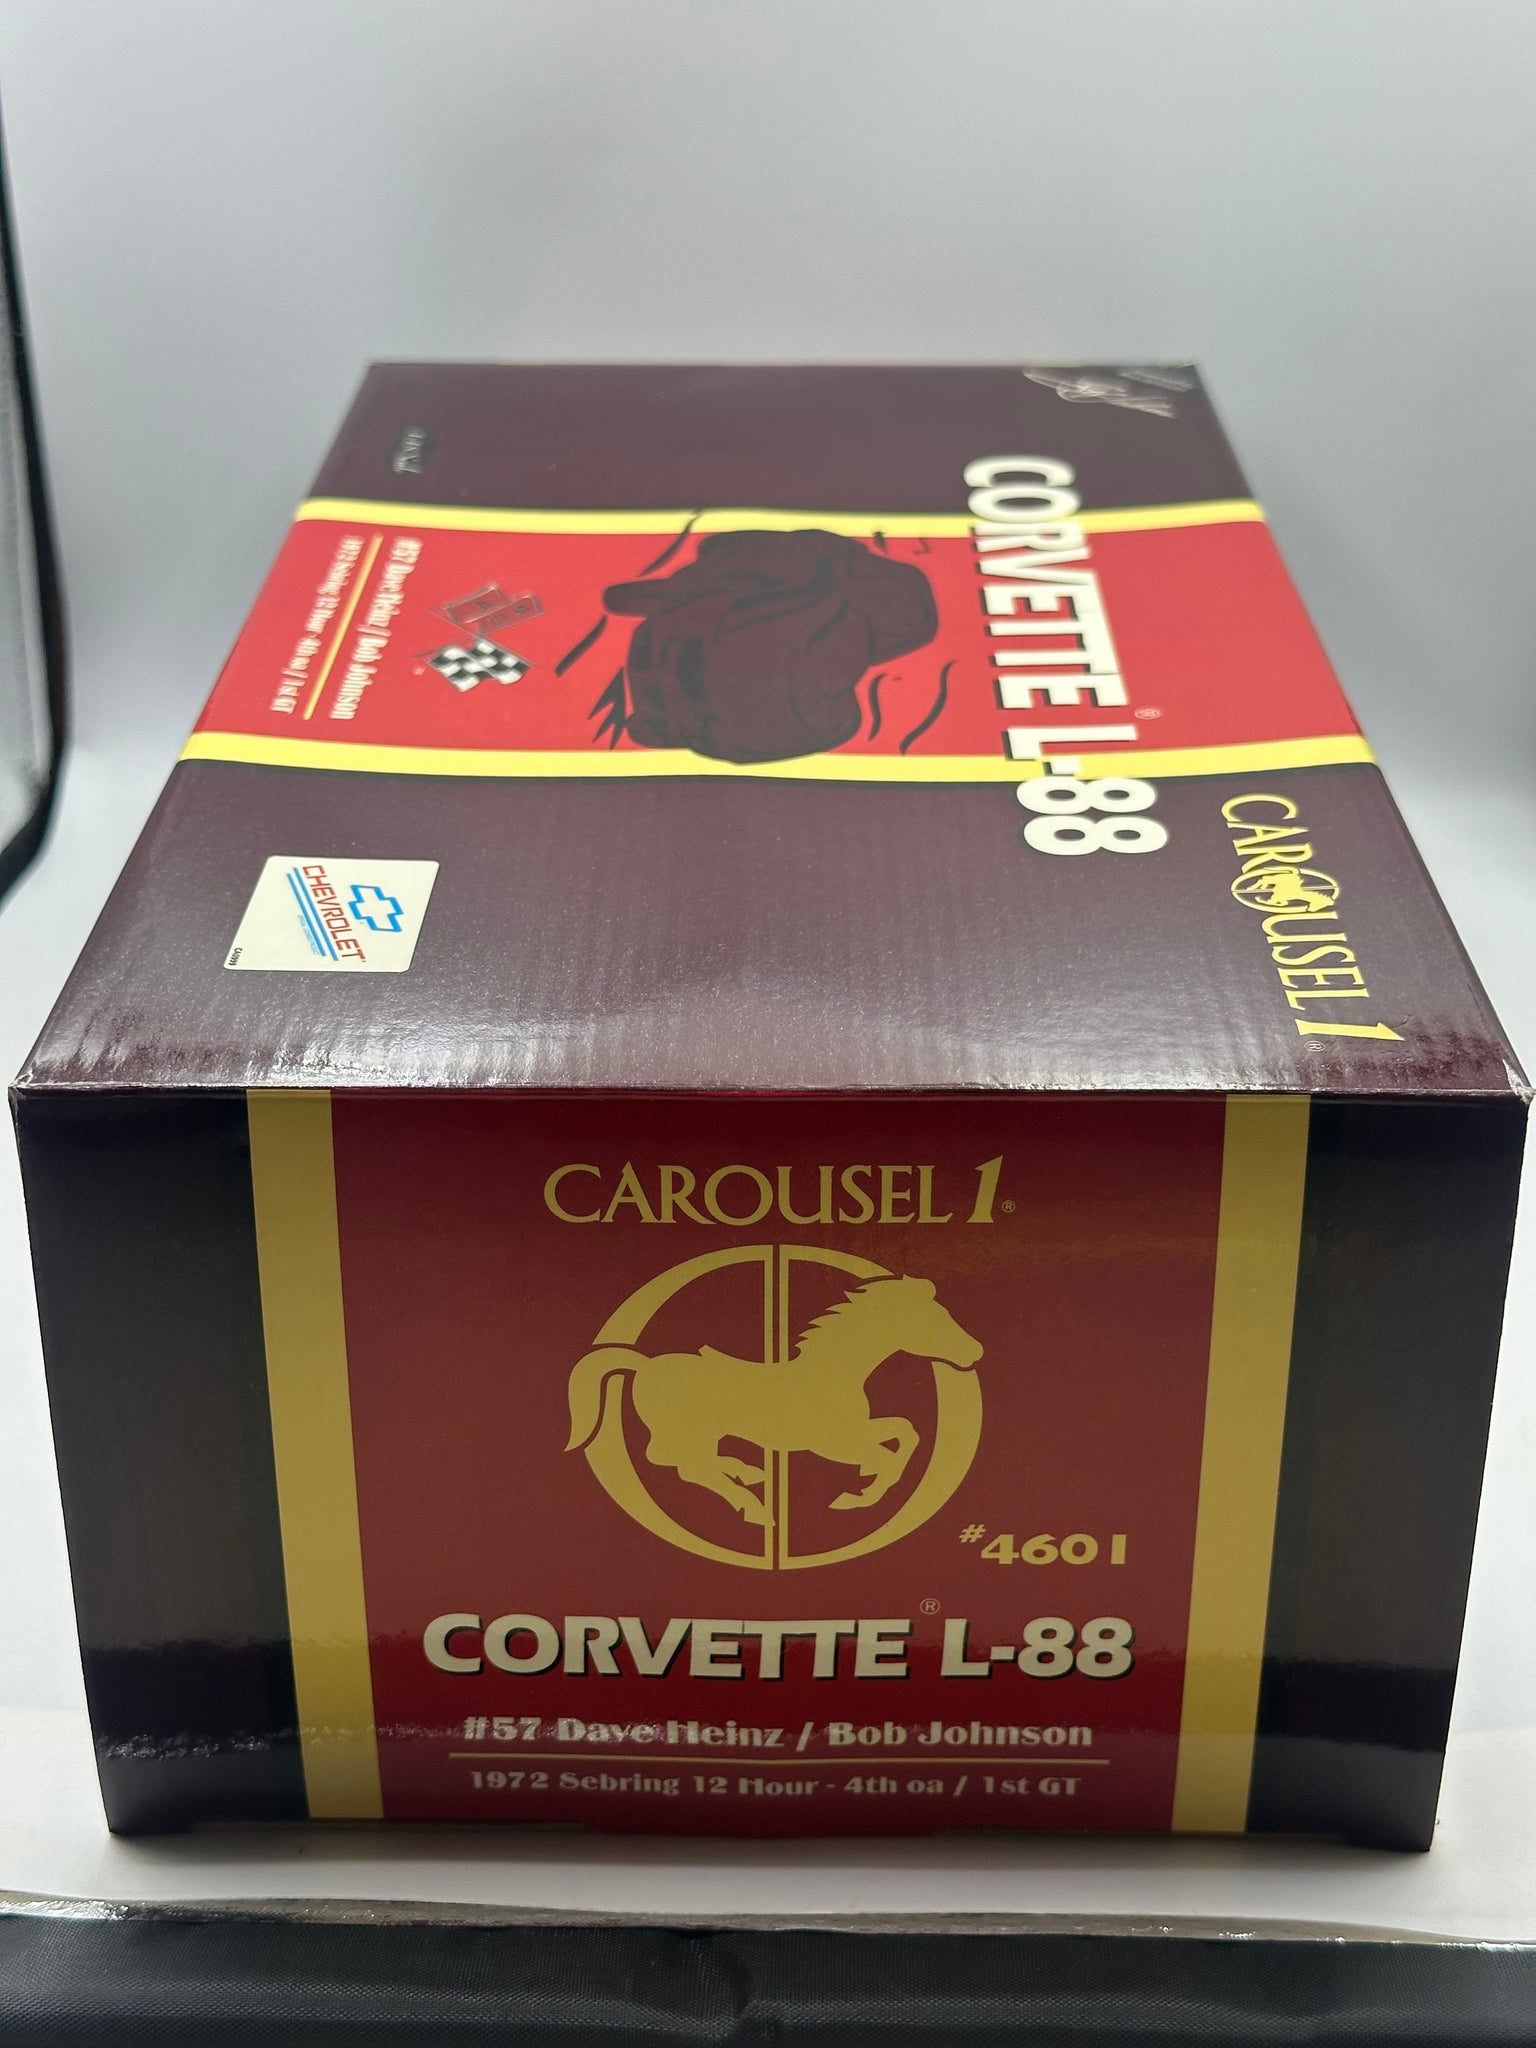 CORVETTE® L-88
CAROUSEL 1®
#57 Dave Heinz / Bob Johnson
1972 Sebring 12 Hour - 4th oa / 1st GT
CHEVROLET
CAROUSEL 1®
#4601
CORVETTE® L-88
#57 Dave Heinz / Bob Johnson
1972 Sebring 12 Hour - 4th oa / 1st GT